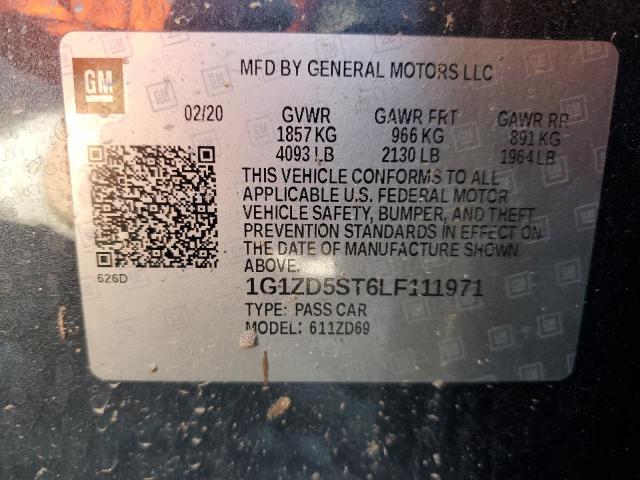 GM
MFD BY GENERAL MOTORS LLC
02/20 GVWR GAWR FRT GAWR RR
1857 KG 966 KG 891 KG
4093 LB 2130 LB 1964 LB
THIS VEHICLE CONFORMS TO ALL
APPLICABLE U.S. FEDERAL MOTOR
VEHICLE SAFETY, BUMPER, AND THEFT
PREVENTION STANDARDS IN EFFECT ON
THE DATE OF MANUFACTURE SHOWN
ABOVE.
626D
1G1ZD5ST6LF111971
TYPE: PASS CAR
MODEL: 611ZD69